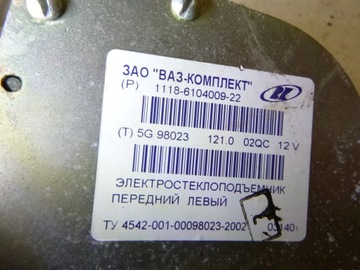 ЗАО "ВАЗ-КОМПЛЕКТ"
(P) 1118-6104009-22
(T) 5G 98023 121.0 02QC 12 V
ЭЛЕКТРОСТЕКЛОПОДЪЕМНИК
ПЕРЕДНИЙ ЛЕВЫЙ
ТУ 4542-001-00098023-2002